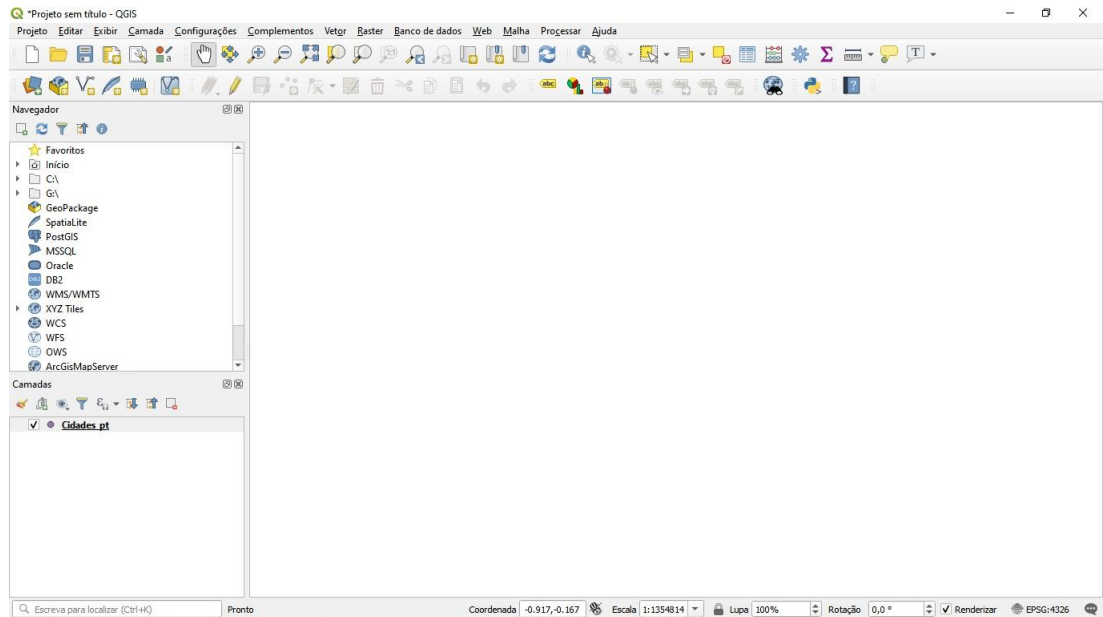 *Projeto sem título - QGIS
Projeto Editar Exibir Camada Configurações Complementos Vetor Raster Banco de dados Web Malha Processar Ajuda
Navegador
Favoritos
Início
C:\
G:\
GeoPackage
SpatiaLite
PostGIS
MSSQL
Oracle
DB2
WMS/WMTS
XYZ Tiles
WCS
WFS
OWS
ArcGisMapServer
Camadas
Cidades_pt
Escreva para localizar (Ctrl+K) Pronto Coordenada -0.917,-0.167 Escala 1:1354814 Lupa 100% Rotação 0,0 ° Renderizar EPSG:4326